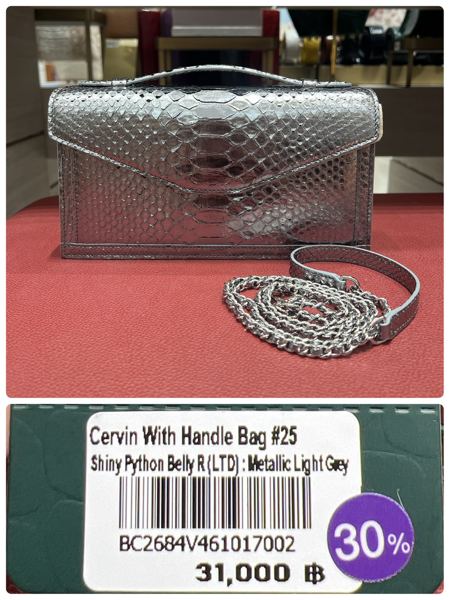 Cervin With Handle Bag #25
Shiny Python Belly R (LTD) : Metallic Light Grey
BC2684V461017002
30%
31,000 ฿